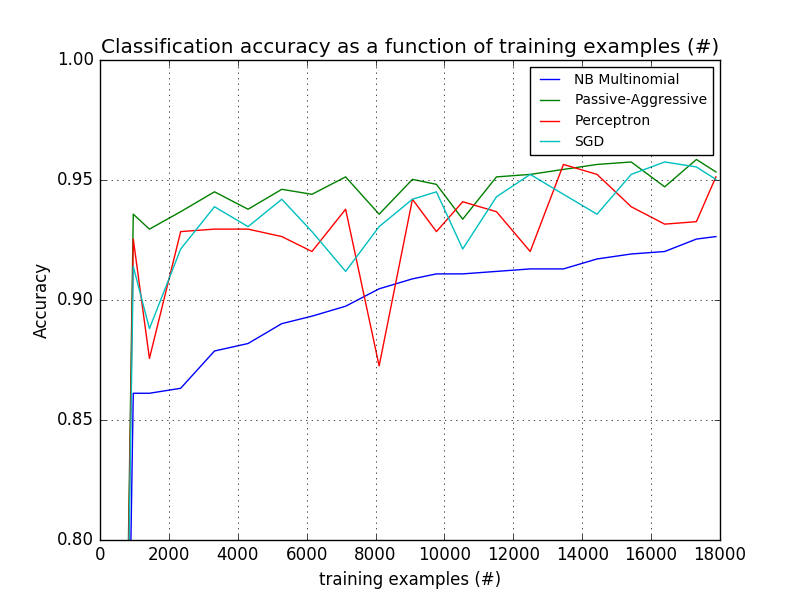 Classification accuracy as a function of training examples (#)
1.00
0.95
0.90
0.85
0.80
Accuracy
NB Multinomial
Passive-Aggressive
Perceptron
SGD
0 2000 4000 6000 8000 10000 12000 14000 16000 18000
training examples (#)